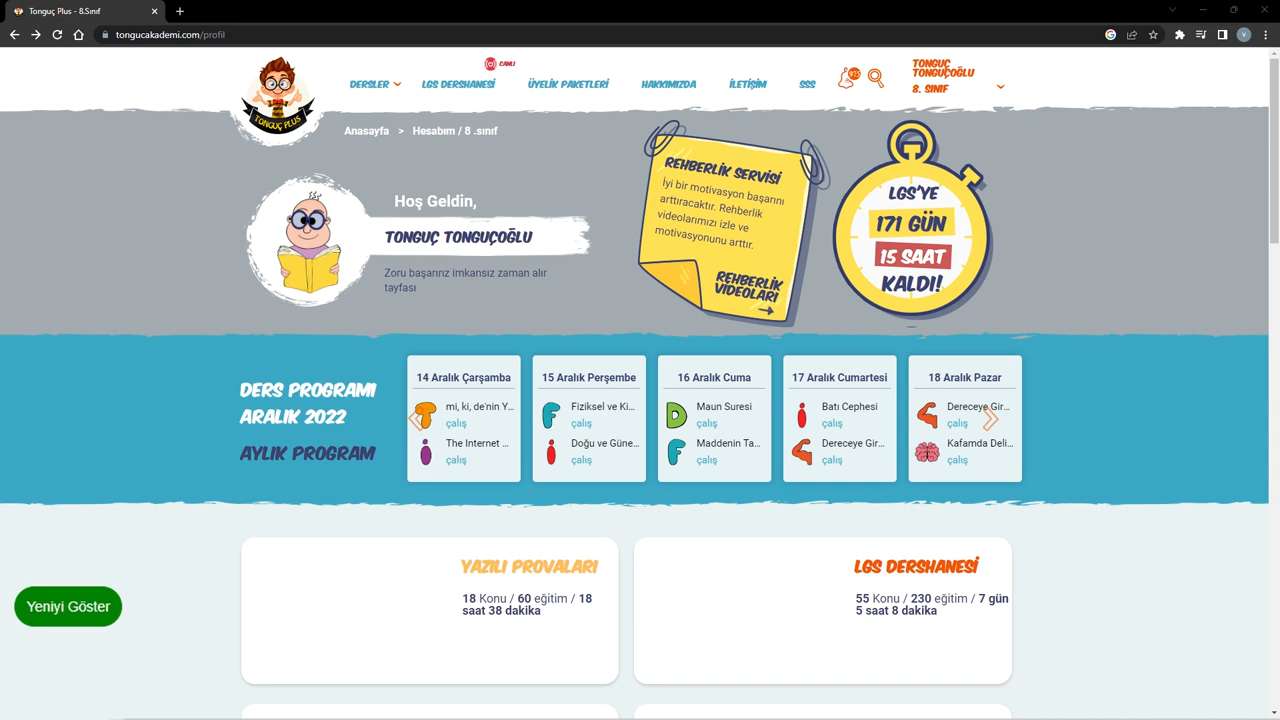 Tonguç Plus - 8.Sınıf
tongucakademi.com/profil
CANLI
DERSLER
LGS DERSHANESİ
ÜYELİK PAKETLERİ
HAKKIMIZDA
İLETİŞİM
SSS
975
TONGUÇ
TONGUÇOĞLU
8. SINIF
TONGUÇ PLUS
Anasayfa > Hesabım / 8 .sınıf
Hoş Geldin,
TONGUÇ TONGUÇOĞLU
Zoru başarırız imkansız zaman alır
tayfası
REHBERLİK SERVİSİ
İyi bir motivasyon başarını
arttıracaktır. Rehberlik
videolarımızı izle ve
motivasyonunu arttır.
REHBERLİK
VİDEOLARI
LGS'YE
171 GÜN
15 SAAT
KALDI!
DERS PROGRAMI
ARALIK 2022
AYLIK PROGRAM
14 Aralık Çarşamba
mi, ki, de'nin Y...
çalış
The Internet ...
çalış
15 Aralık Perşembe
Fiziksel ve Ki...
çalış
Doğu ve Güne...
çalış
16 Aralık Cuma
Maun Suresi
çalış
Maddenin Ta...
çalış
17 Aralık Cumartesi
Batı Cephesi
çalış
Dereceye Gir...
çalış
18 Aralık Pazar
Dereceye Gir...
çalış
Kafamda Deli...
çalış
YAZILI PROVALARI
18 Konu / 60 eğitim / 18
saat 38 dakika
LGS DERSHANESİ
55 Konu / 230 eğitim / 7 gün
5 saat 8 dakika
Yeniyi Göster